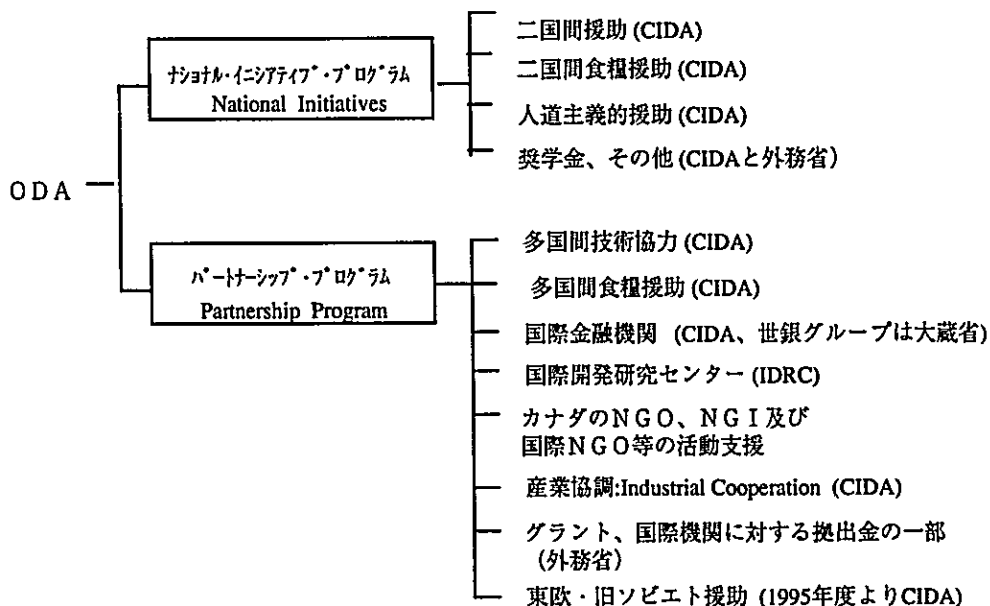 ODA
ﾅｼｮﾅﾙ・ｲﾆｼｱﾃｨﾌﾞ・ﾌﾟﾛｸﾞﾗﾑ
National Initiatives
二国間援助 (CIDA)
二国間食糧援助 (CIDA)
人道主義的援助 (CIDA)
奨学金、その他 (CIDAと外務省)
ﾊﾟｰﾄﾅｰｼｯﾌﾟ・ﾌﾟﾛｸﾞﾗﾑ
Partnership Program
多国間技術協力 (CIDA)
多国間食糧援助 (CIDA)
国際金融機関 (CIDA、世銀グループは大蔵省)
国際開発研究センター (IDRC)
カナダのNGO、NGI及び
国際NGO等の活動支援
産業協調:Industrial Cooperation (CIDA)
グラント、国際機関に対する拠出金の一部
(外務省)
東欧・旧ソビエト援助 (1995年度よりCIDA)